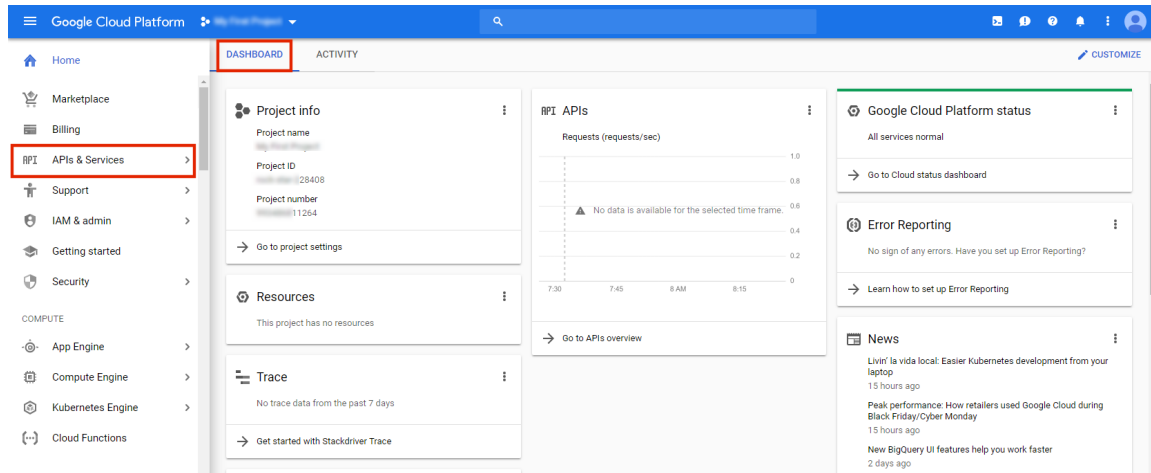 Google Cloud Platform
Home
Marketplace
Billing
API APIs & Services
Support
IAM & admin
Getting started
Security
COMPUTE
App Engine
Compute Engine
Kubernetes Engine
Cloud Functions
DASHBOARD
ACTIVITY
CUSTOMIZE
Project info
Project name
Project ID
28408
Project number
11264
Go to project settings
Resources
This project has no resources
Trace
No trace data from the past 7 days
Get started with Stackdriver Trace
API APIs
Requests (requests/sec)
1.0
0.8
No data is available for the selected time frame.
0.6
0.4
0.2
0
7:30 7:45 8 AM 8:15
Go to APIs overview
Google Cloud Platform status
All services normal
Go to Cloud status dashboard
Error Reporting
No sign of any errors. Have you set up Error Reporting?
Learn how to set up Error Reporting
News
Livin' la vida local: Easier Kubernetes development from your
laptop
15 hours ago
Peak performance: How retailers used Google Cloud during
Black Friday/Cyber Monday
15 hours ago
New BigQuery UI features help you work faster
2 days ago